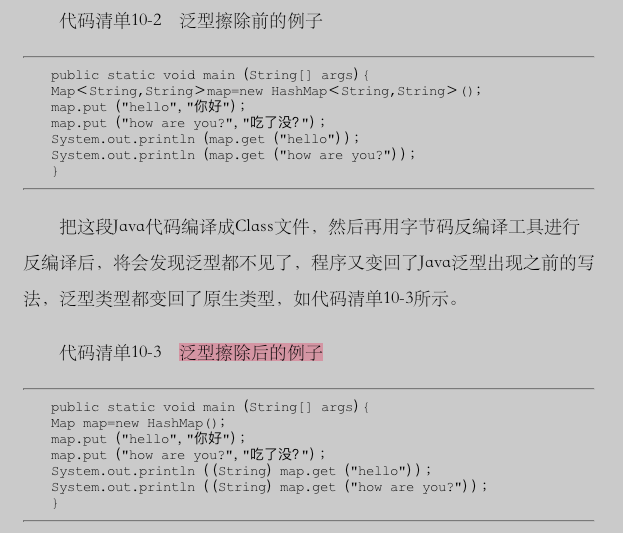 代码清单10-2 泛型擦除前的例子
public static void main（String[] args）{
Map＜String,String＞map=new HashMap＜String,String＞（）；
map.put（"hello"，"你好"）；
map.put（"how are you?"，"吃了没？"）；
System.out.println（map.get（"hello"））；
System.out.println（map.get（"how are you?"））；
}
把这段Java代码编译成Class文件，然后再用字节码反编译工具进行
反编译后，将会发现泛型都不见了，程序又变回了Java泛型出现之前的写
法，泛型类型都变回了原生类型，如代码清单10-3所示。
代码清单10-3 泛型擦除后的例子
public static void main（String[] args）{
Map map=new HashMap（）；
map.put（"hello"，"你好"）；
map.put（"how are you?"，"吃了没？"）；
System.out.println（（String）map.get（"hello"））；
System.out.println（（String）map.get（"how are you?"））；
}